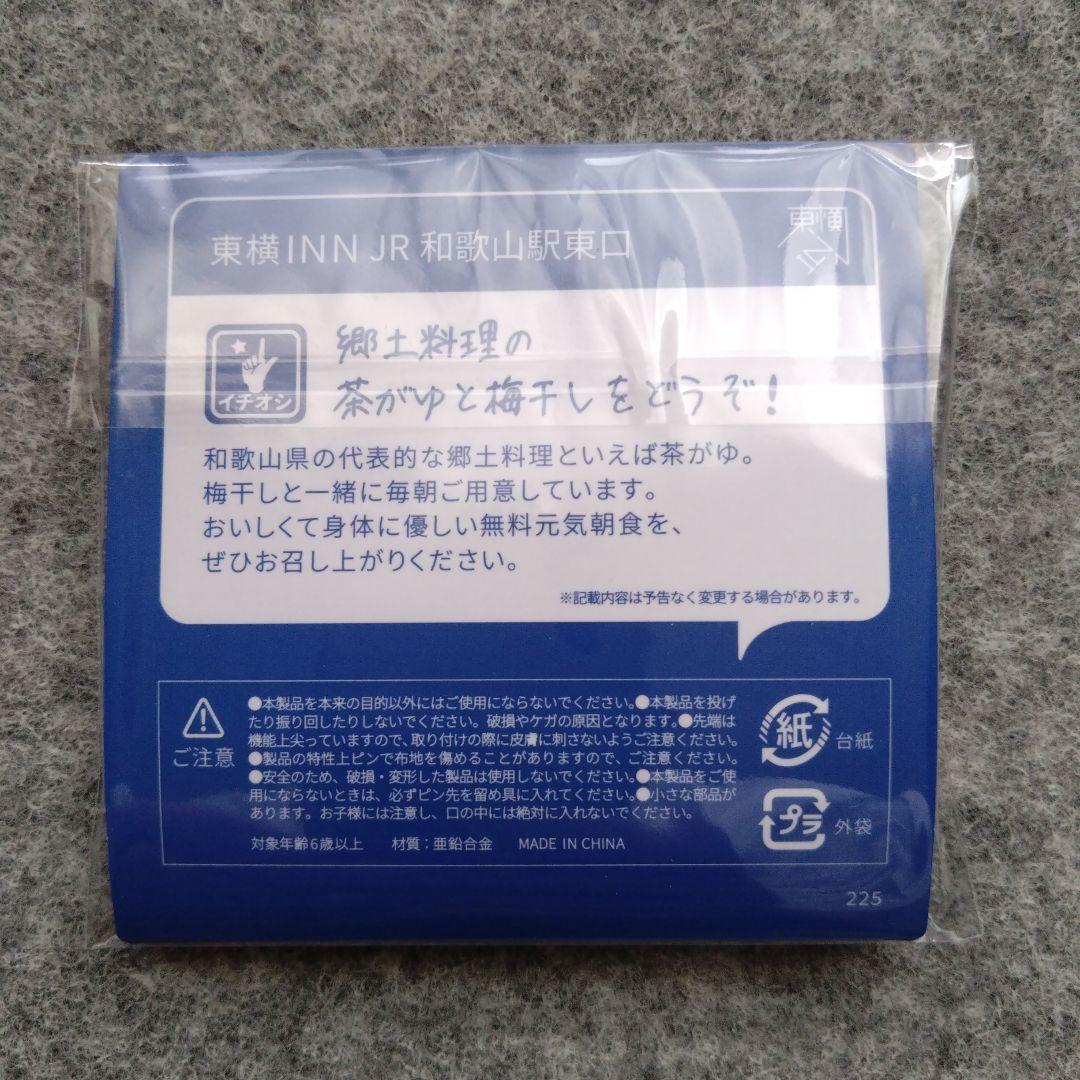 東横INN JR 和歌山駅東口
東横
INN
イチオシ
郷土料理の
茶がゆと梅干しをどうぞ!
和歌山県の代表的な郷土料理といえば茶がゆ。
梅干しと一緒に毎朝ご用意しています。
おいしくて身体に優しい無料元気朝食を、
ぜひお召し上がりください。
※記載内容は予告なく変更する場合があります。
ご注意
●本製品を本来の目的以外にはご使用にならないでください。●本製品を投げ
たり振り回したりしないでください。破損やケガの原因となります。●先端は
機能上尖っていますので、取り付けの際に皮膚に刺さないようご注意ください。
●製品の特性上ピンで布地を傷めることがありますので、ご注意ください。
●安全のため、破損・変形した製品は使用しないでください。●本製品をご使
用にならないときは、必ずピン先を留め具に入れてください。●小さな部品が
あります。お子様には注意し、口の中には絶対に入れないでください。
対象年齢6歳以上 材質:亜鉛合金 MADE IN CHINA
紙 台紙
プラ 外袋
225